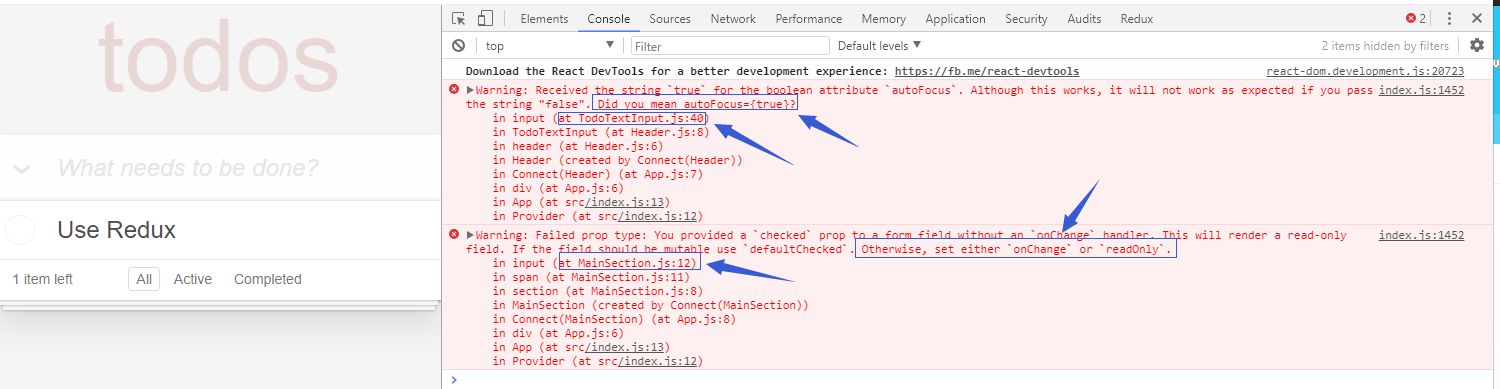 todos
What needs to be done?
Use Redux
1 item left All Active Completed
Elements Console Sources Network Performance Memory Application Security Audits Redux 2
top Filter Default levels 2 items hidden by filters
Download the React DevTools for a better development experience: https://fb.me/react-devtools react-dom.development.js:20723
Warning: Received the string `true` for the boolean attribute `autoFocus`. Although this works, it will not work as expected if you pass index.js:1452
the string "false". Did you mean autoFocus={true}?
in input (at TodoTextInput.js:40)
in TodoTextInput (at Header.js:8)
in header (at Header.js:6)
in Header (created by Connect(Header))
in Connect(Header) (at App.js:7)
in div (at App.js:6)
in App (at src/index.js:13)
in Provider (at src/index.js:12)
Warning: Failed prop type: You provided a `checked` prop to a form field without an `onChange` handler. This will render a read-only index.js:1452
field. If the field should be mutable use `defaultChecked`. Otherwise, set either `onChange` or `readOnly`.
in input (at MainSection.js:12)
in span (at MainSection.js:11)
in section (at MainSection.js:8)
in MainSection (created by Connect(MainSection))
in Connect(MainSection) (at App.js:8)
in div (at App.js:6)
in App (at src/index.js:13)
in Provider (at src/index.js:12)